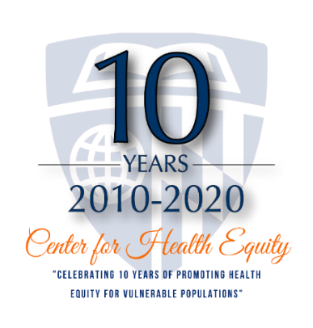 10
YEARS
2010-2020
Center for Health Equity
"CELEBRATING 10 YEARS OF PROMOTING HEALTH
EQUITY FOR VULNERABLE POPULATIONS"